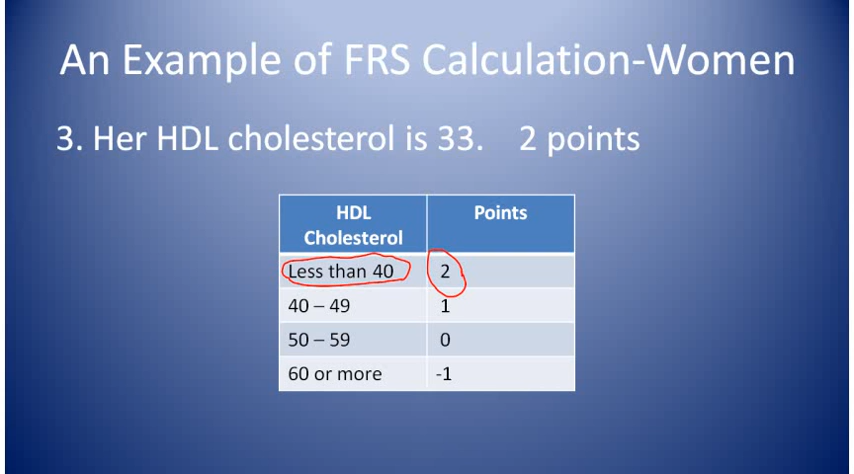 An Example of FRS Calculation-Women
3. Her HDL cholesterol is 33. 2 points
HDL Cholesterol Points
Less than 40 2
40 – 49 1
50 – 59 0
60 or more -1